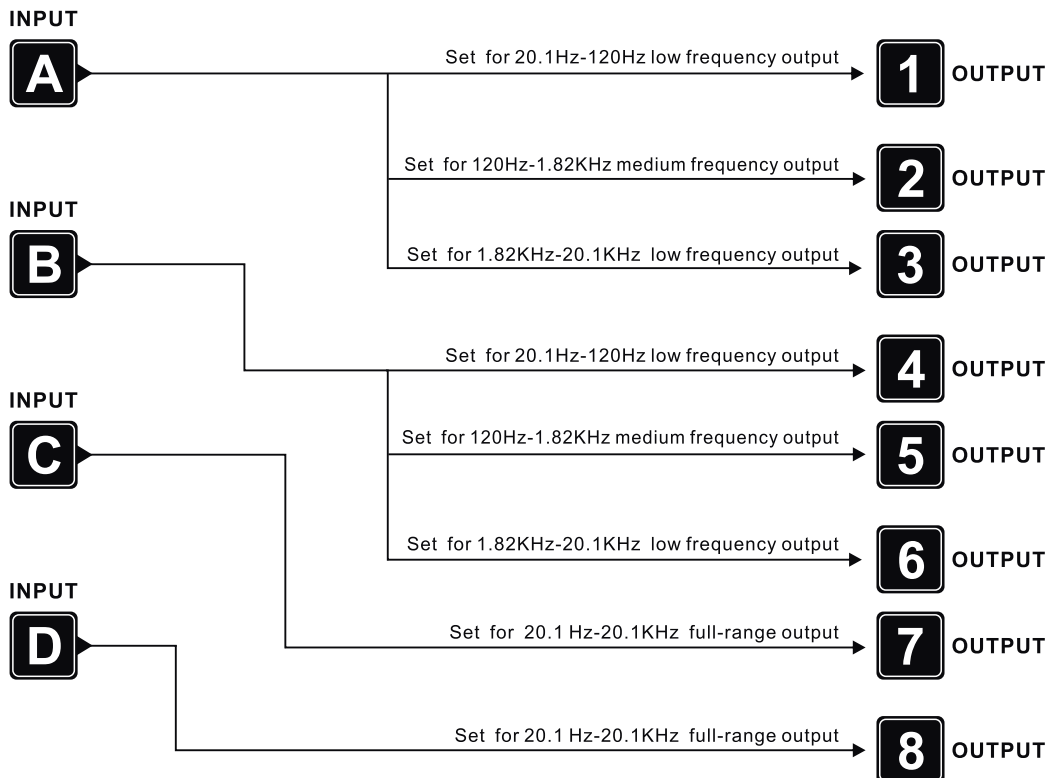 INPUT
A
Set for 20.1Hz-120Hz low frequency output
1 OUTPUT
Set for 120Hz-1.82KHz medium frequency output
2 OUTPUT
INPUT
B
Set for 1.82KHz-20.1KHz low frequency output
3 OUTPUT
Set for 20.1Hz-120Hz low frequency output
4 OUTPUT
INPUT
C
Set for 120Hz-1.82KHz medium frequency output
5 OUTPUT
Set for 1.82KHz-20.1KHz low frequency output
6 OUTPUT
INPUT
D
Set for 20.1 Hz-20.1KHz full-range output
7 OUTPUT
Set for 20.1 Hz-20.1KHz full-range output
8 OUTPUT